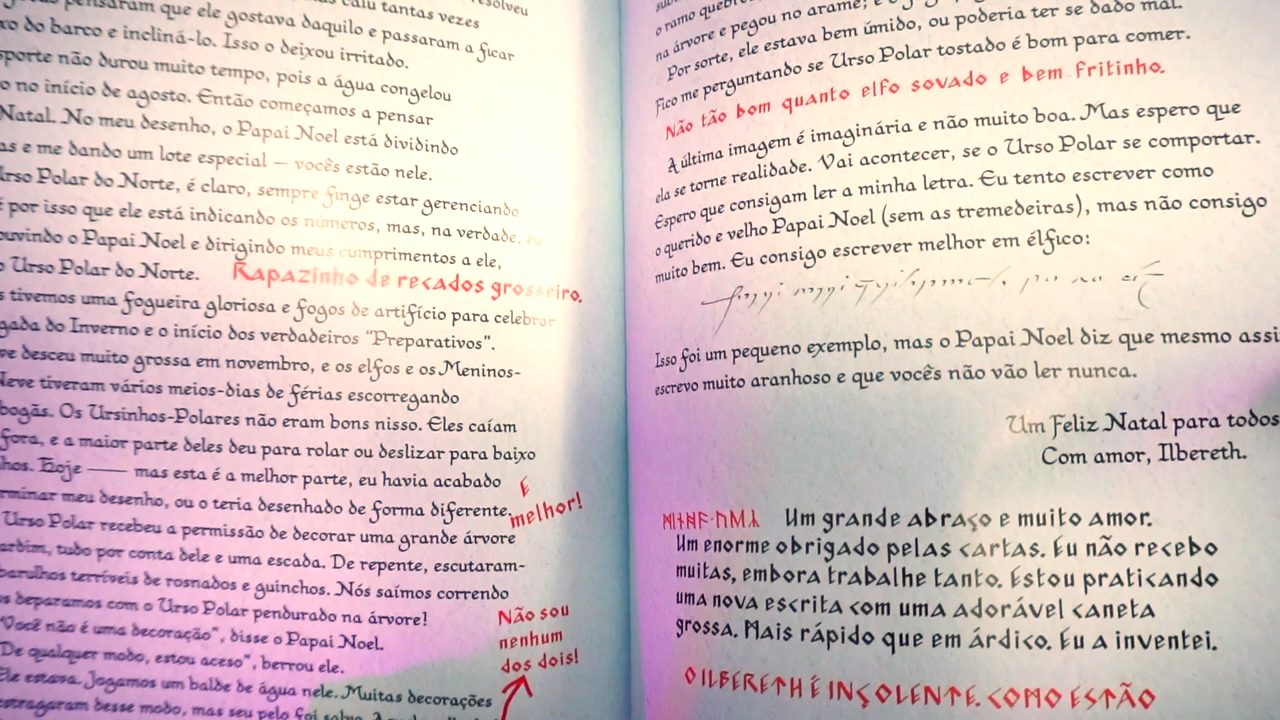 resolveu
caiu tantas vezes
pensaram que ele gostava daquilo e passaram a ficar
do barco e incliná-lo. Isso o deixou irritado.
sporte não durou muito tempo, pois a água congelou
o no início de agosto. Então começamos a pensar
Natal. No meu desenho, o Papai Noel está dividindo
as e me dando um lote especial — vocês estão nele.
Urso Polar do Norte, é claro, sempre finge estar gerenciando
é por isso que ele está indicando os números, mas, na verdade, eu
ouvindo o Papai Noel e dirigindo meus cumprimentos a ele,
o Urso Polar do Norte. Rapazinho de recados grosseiro.
s tivemos uma fogueira gloriosa e fogos de artifício para celebrar
gada do Inverno e o início dos verdadeiros "Preparativos".
ve desceu muito grossa em novembro, e os elfos e os Meninos-
Neve tiveram vários meios-dias de férias escorregando
bogãs. Os Ursinhos-Polares não eram bons nisso. Eles caíam
fora, e a maior parte deles deu para rolar ou deslizar para baixo
hos. Hoje —— mas esta é a melhor parte, eu havia acabado
rminar meu desenho, ou o teria desenhado de forma diferente.
É
melhor!
Urso Polar recebeu a permissão de decorar uma grande árvore
ardim, tudo por conta dele e uma escada. De repente, escutaram-
barulhos terríveis de rosnados e guinchos. Nós saímos correndo
s deparamos com o Urso Polar pendurado na árvore!
"Você não é uma decoração", disse o Papai Noel.
"De qualquer modo, estou aceso", berrou ele.
Ele estava. Jogamos um balde de água nele. Muitas decorações
estragaram desse modo, mas seu pelo foi salvo.
Não sou
nenhum
dos dois!
o ramo
na árvore e pegou no arame; e o
Por sorte, ele estava bem úmido, ou poderia ter se dado mal.
Fico me perguntando se Urso Polar tostado é bom para comer.
Não tão bom quanto elfo sovado e bem fritinho.
A última imagem é imaginária e não muito boa. Mas espero que
ela se torne realidade. Vai acontecer, se o Urso Polar se comportar.
Espero que consigam ler a minha letra. Eu tento escrever como
o querido e velho Papai Noel (sem as tremedeiras), mas não consigo
muito bem. Eu consigo escrever melhor em élfico:
Isso foi um pequeno exemplo, mas o Papai Noel diz que mesmo assi
escrevo muito aranhoso e que vocês não vão ler nunca.
Um Feliz Natal para todos
Com amor, Ilbereth.
Um grande abraço e muito amor.
Um enorme obrigado pelas cartas. Eu não recebo
muitas, embora trabalhe tanto. Estou praticando
uma nova escrita com uma adorável caneta
grossa. Mais rápido que em árdico. Eu a inventei.
O ILBERETH É INSOLENTE. COMO ESTÃO